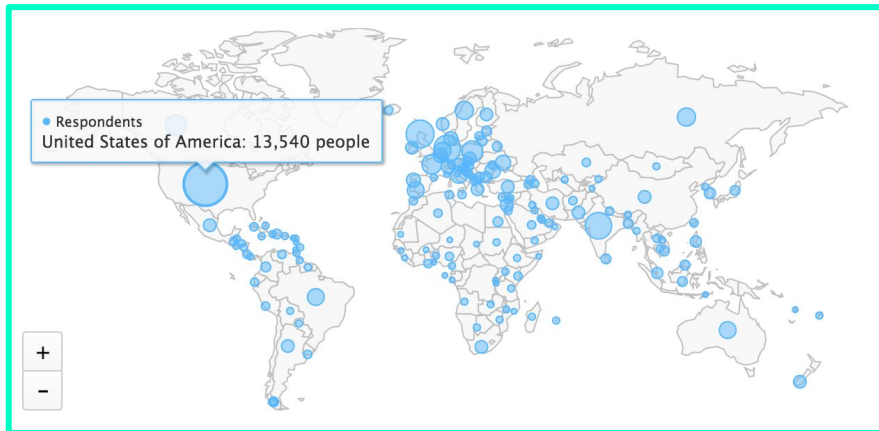 Respondents
United States of America: 13,540 people
+
−